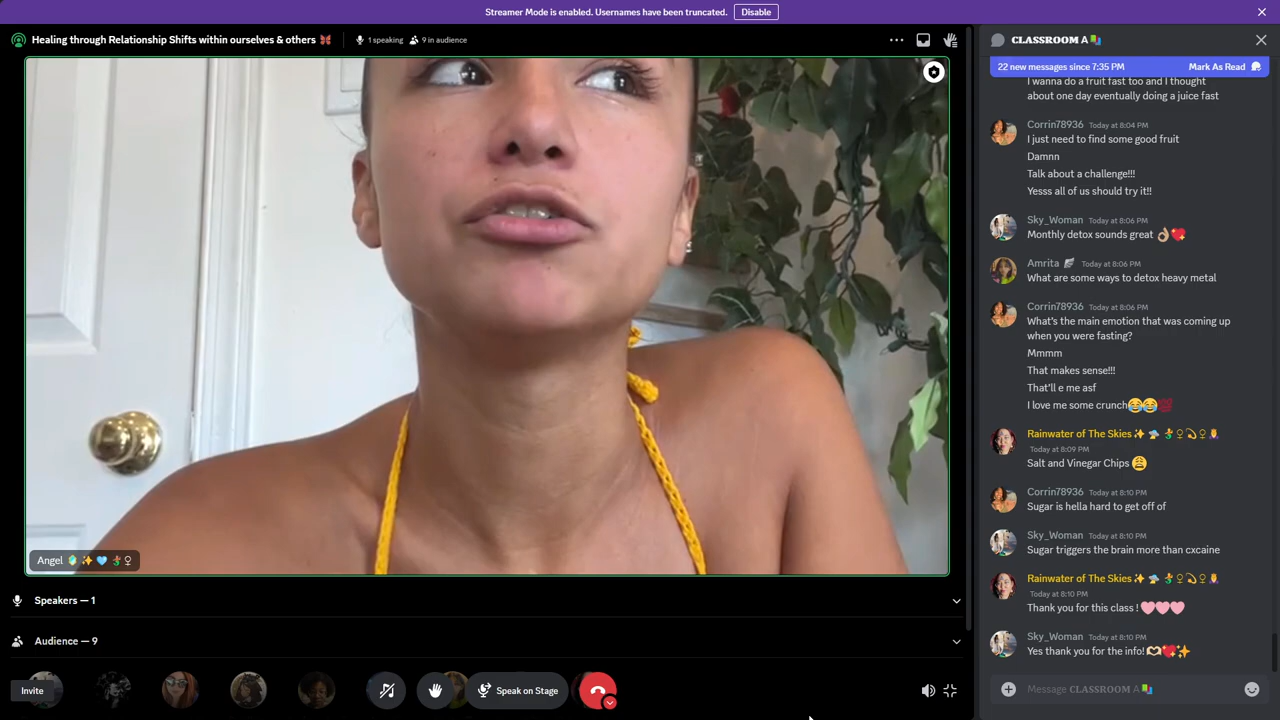 Streamer Mode is enabled. Usernames have been truncated. Disable
Healing through Relationship Shifts within ourselves & others 🦋
1 speaking 9 in audience
Angel
Speakers — 1
Audience — 9
Invite
Speak on Stage
CLASSROOM A
22 new messages since 7:35 PM Mark As Read
I wanna do a fruit fast too and I thought
about one day eventually doing a juice fast
Corrin78936 Today at 8:04 PM
I just need to find some good fruit
Damnn
Talk about a challenge!!!
Yesss all of us should try it!!
Sky_Woman Today at 8:06 PM
Monthly detox sounds great 👌🏽💖
Amrita Today at 8:06 PM
What are some ways to detox heavy metal
Corrin78936 Today at 8:06 PM
What's the main emotion that was coming up
when you were fasting?
Mmmm
That makes sense!!!
That'll e me asf
I love me some crunch😂😂💯
Rainwater of The Skies
Today at 8:09 PM
Salt and Vinegar Chips 😩
Corrin78936 Today at 8:10 PM
Sugar is hella hard to get off of
Sky_Woman Today at 8:10 PM
Sugar triggers the brain more than cxcaine
Rainwater of The Skies
Today at 8:10 PM
Thank you for this class ! 🩷🩷🩷
Sky_Woman Today at 8:10 PM
Yes thank you for the info! 🫶🏼💖✨
Message CLASSROOM A